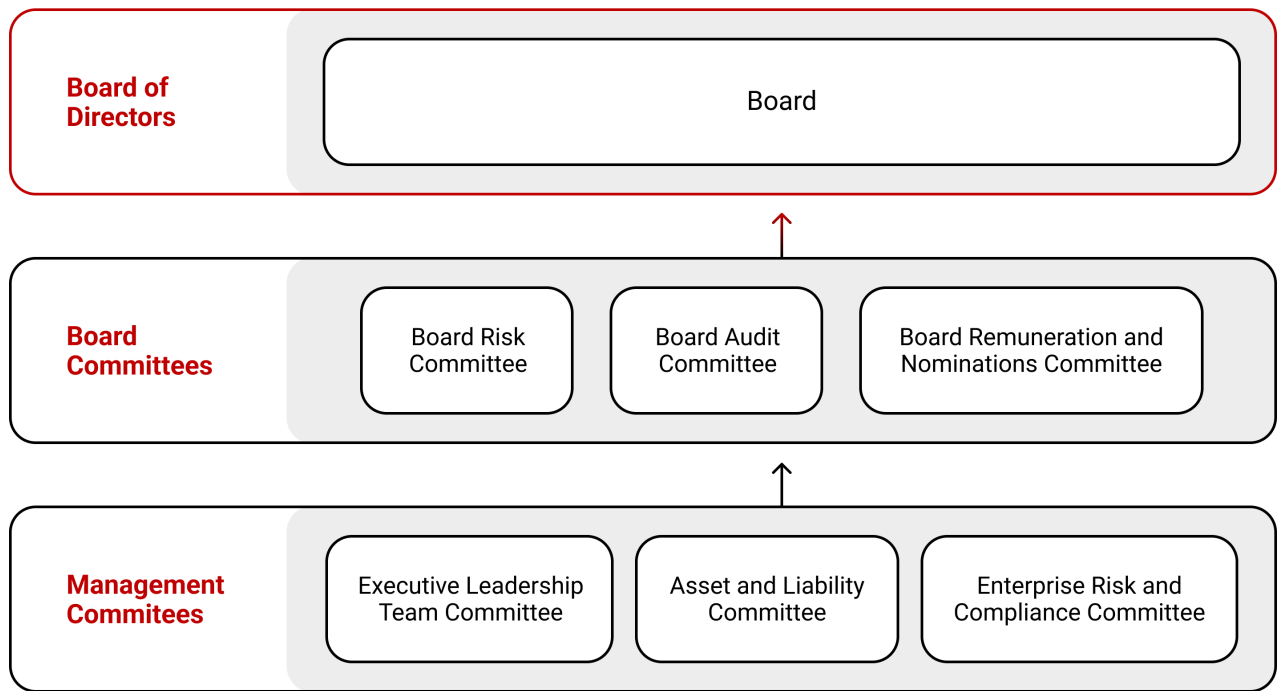 Board of
Directors
Board
Board
Committees
Board Risk
Committee
Board Audit
Committee
Board Remuneration and
Nominations Committee
Management
Commitees
Executive Leadership
Team Committee
Asset and Liability
Committee
Enterprise Risk and
Compliance Committee